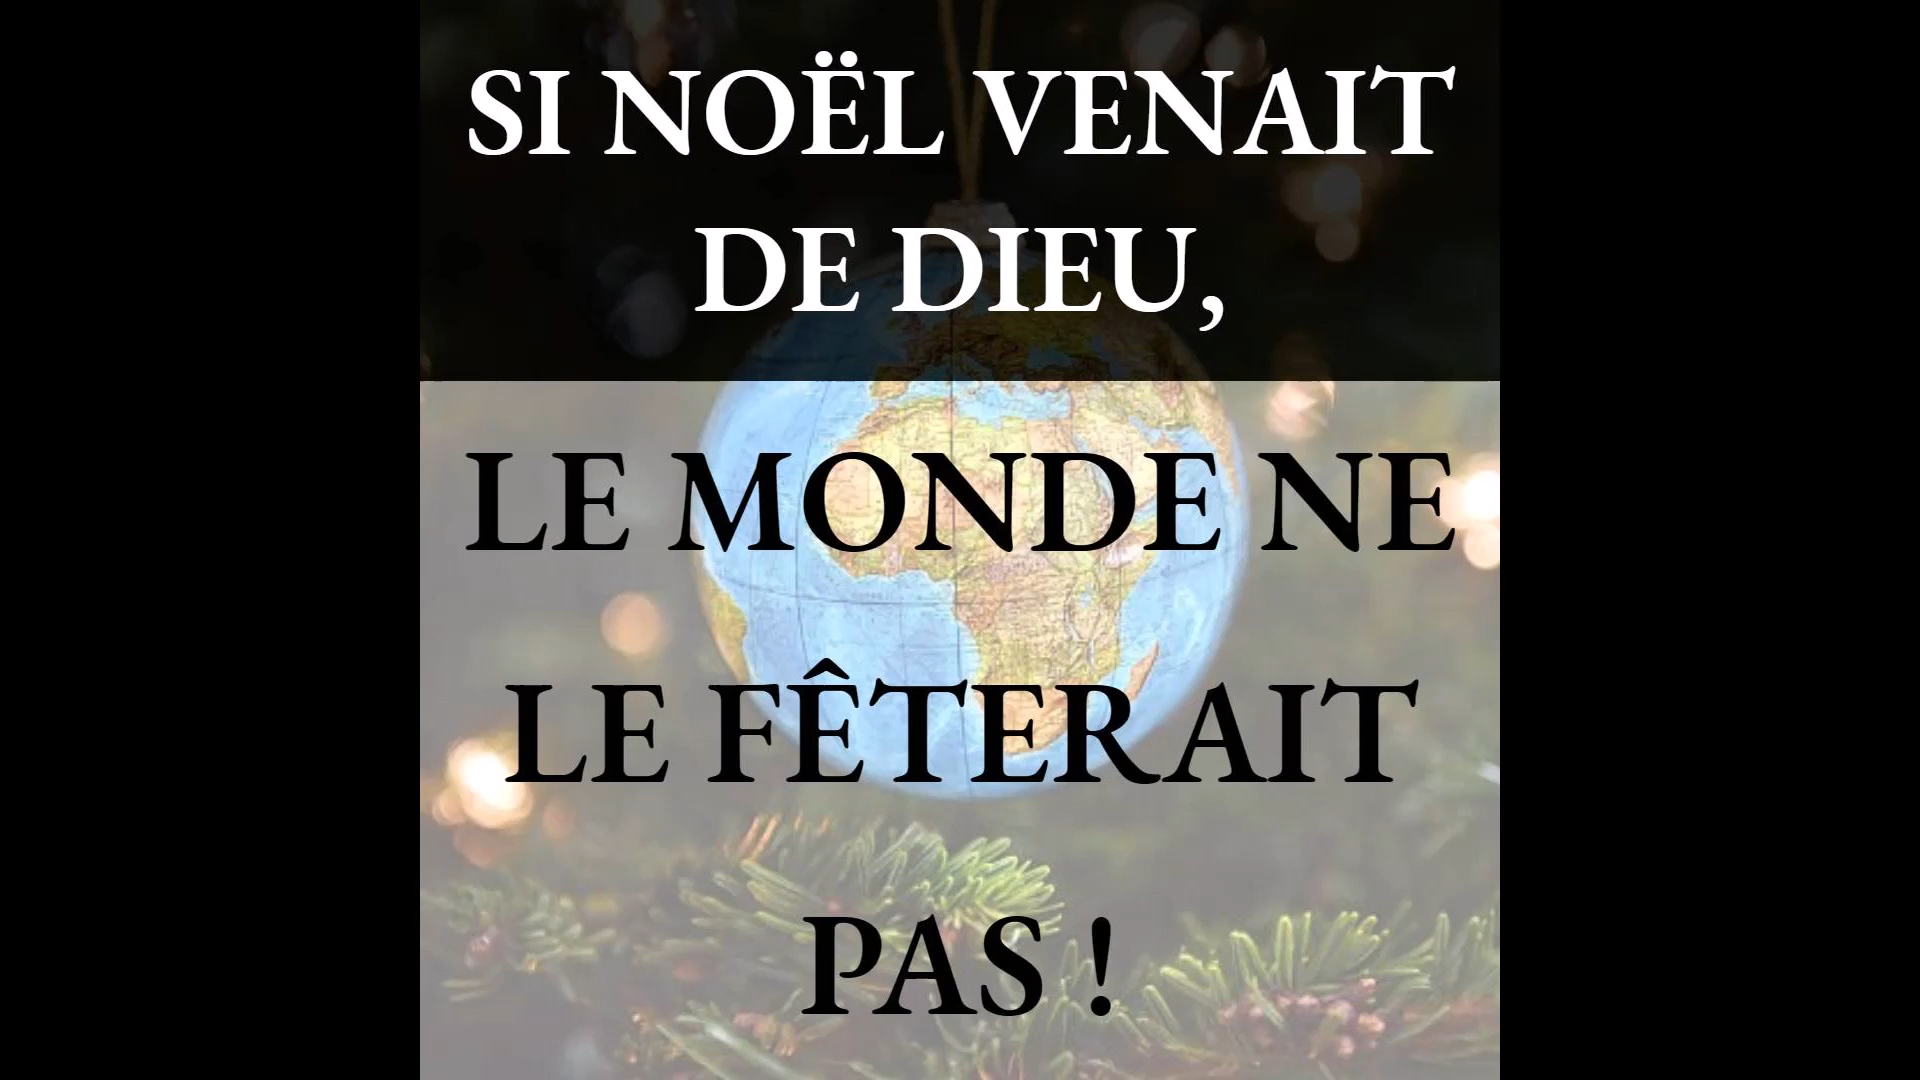 SI NOËL VENAIT
DE DIEU,
LE MONDE NE
LE FÊTERAIT
PAS !